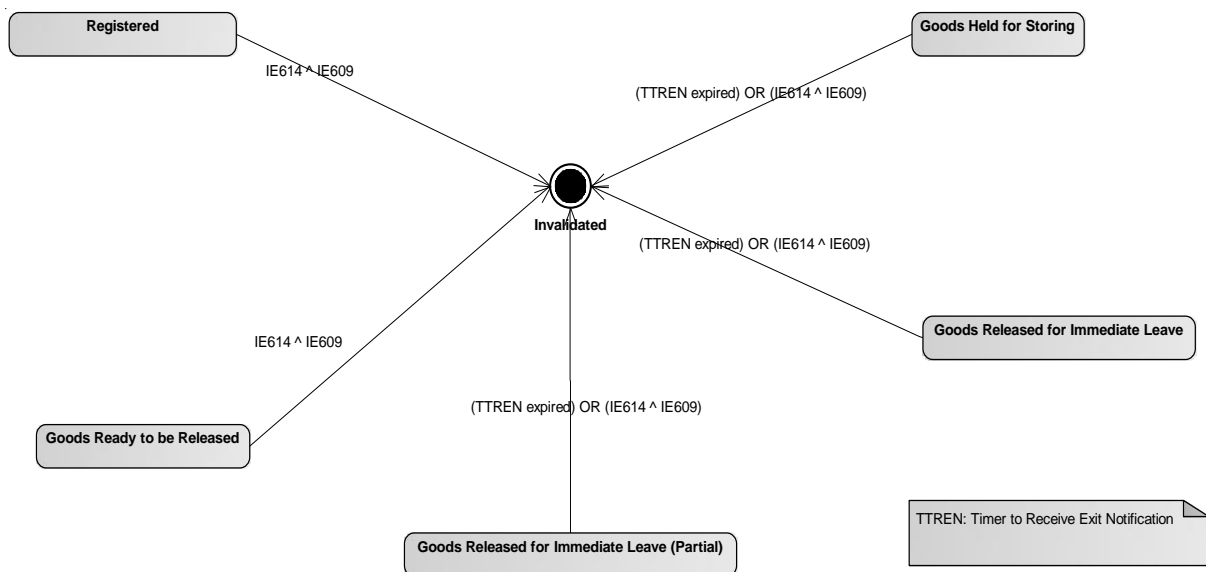 Registered
Goods Held for Storing
IE614 ^ IE609
(TTREN expired) OR (IE614 ^ IE609)
Invalidated
(TTREN expired) OR (IE614 ^ IE609)
Goods Released for Immediate Leave
IE614 ^ IE609
(TTREN expired) OR (IE614 ^ IE609)
Goods Ready to be Released
TTREN: Timer to Receive Exit Notification
Goods Released for Immediate Leave (Partial)